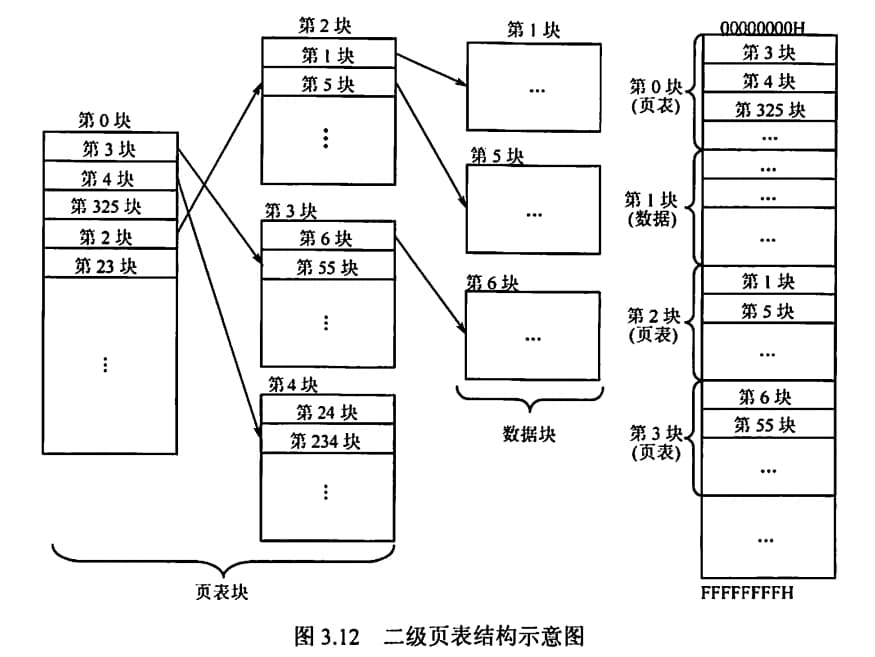 第 0 块
第 3 块
第 4 块
第 325 块
第 2 块
第 23 块
⋮
第 2 块
第 1 块
第 5 块
⋮
第 3 块
第 6 块
第 55 块
⋮
第 4 块
第 24 块
第 234 块
⋮
页表块
第 1 块
…
第 5 块
…
第 6 块
…
数据块
00000000H
第 0 块
(页表)
第 3 块
第 4 块
第 325 块
…
第 1 块
(数据)
…
…
…
第 2 块
(页表)
第 1 块
第 5 块
…
第 3 块
(页表)
第 6 块
第 55 块
…
…
FFFFFFFFH
图 3.12 二级页表结构示意图